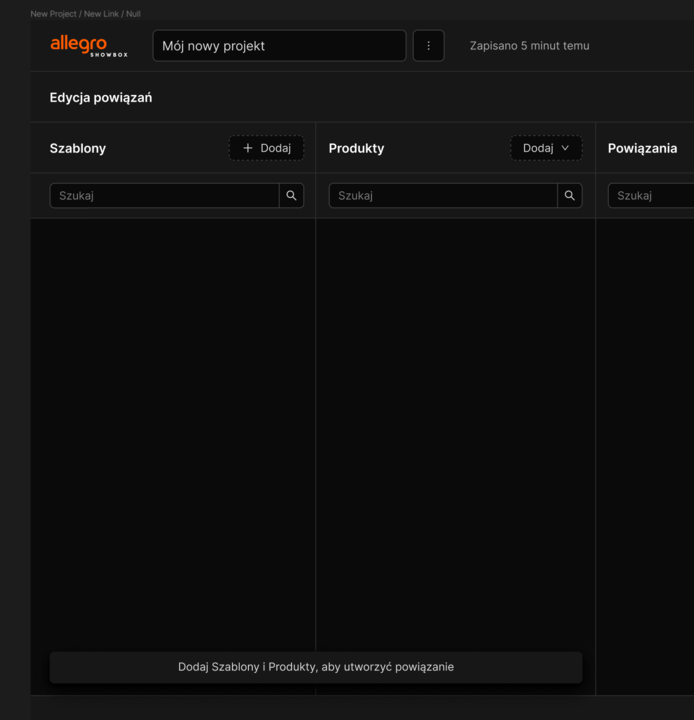 New Project / New Link / Null
allegro
SHOWBOX
Mój nowy projekt
Zapisano 5 minut temu
Edycja powiązań
Szablony
+ Dodaj
Produkty
Dodaj
Powiązania
Szukaj
Szukaj
Szukaj
Dodaj Szablony i Produkty, aby utworzyć powiązanie